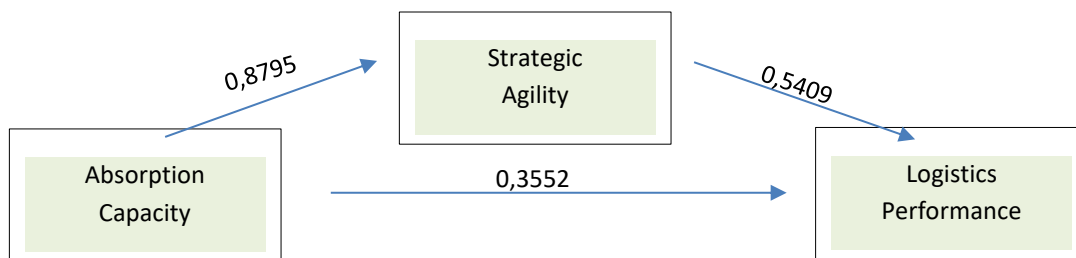 Strategic
Agility
0,8795
0,5409
Absorption
Capacity
0,3552
Logistics
Performance